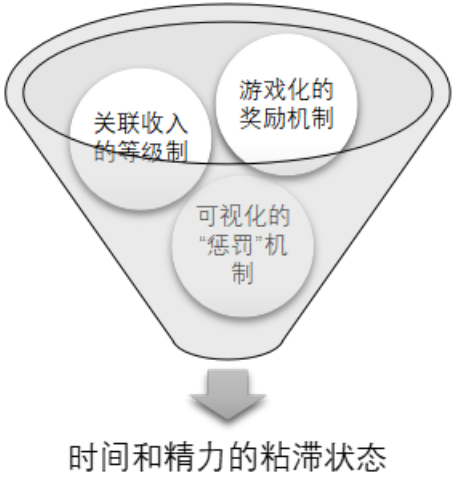 游戏化的
奖励机制
关联收入
的等级制
可视化的
“惩罚”机
制
时间和精力的粘滞状态